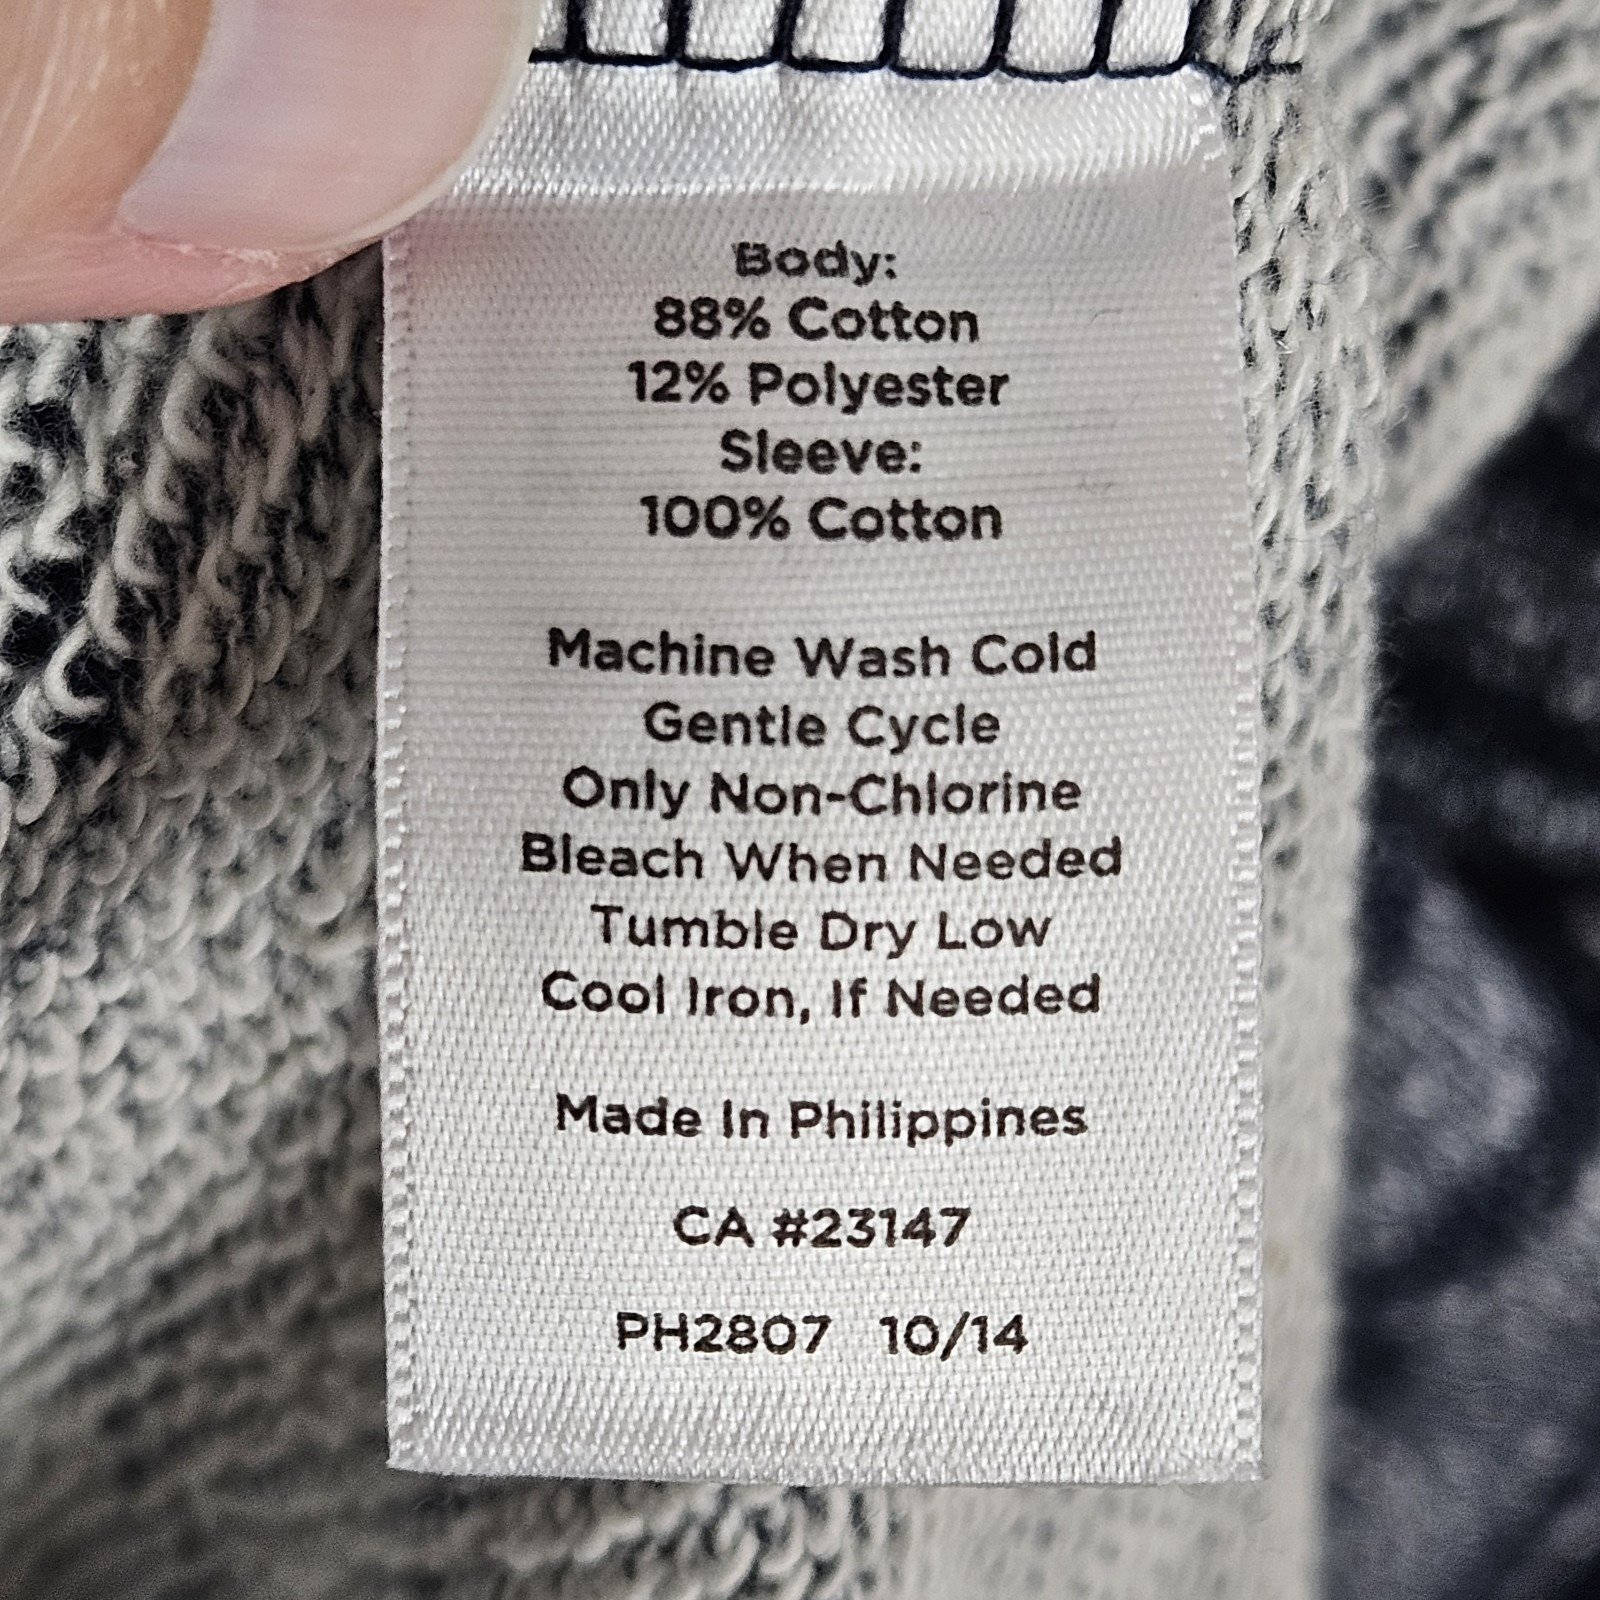 Body:
88% Cotton
12% Polyester
Sleeve:
100% Cotton
Machine Wash Cold
Gentle Cycle
Only Non-Chlorine
Bleach When Needed
Tumble Dry Low
Cool Iron, If Needed
Made In Philippines
CA #23147
PH2807 10/14